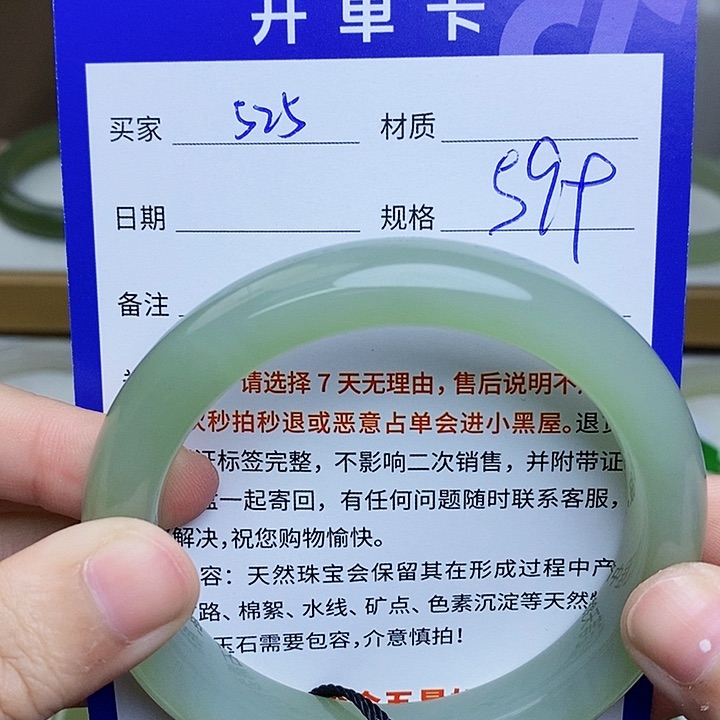 开单卡
买家 525 材质
日期 规格 59
备注
请选择7天无理由，售后说明不
秒拍秒退或恶意占单会进小黑屋。退
标签完整，不影响二次销售，并附带证
一起寄回，有任何问题随时联系客服，
解决，祝您购物愉快。
容：天然珠宝会保留其在形成过程中产
路、棉絮、水线、矿点、色素沉淀等天然
玉石需要包容，介意慎拍！